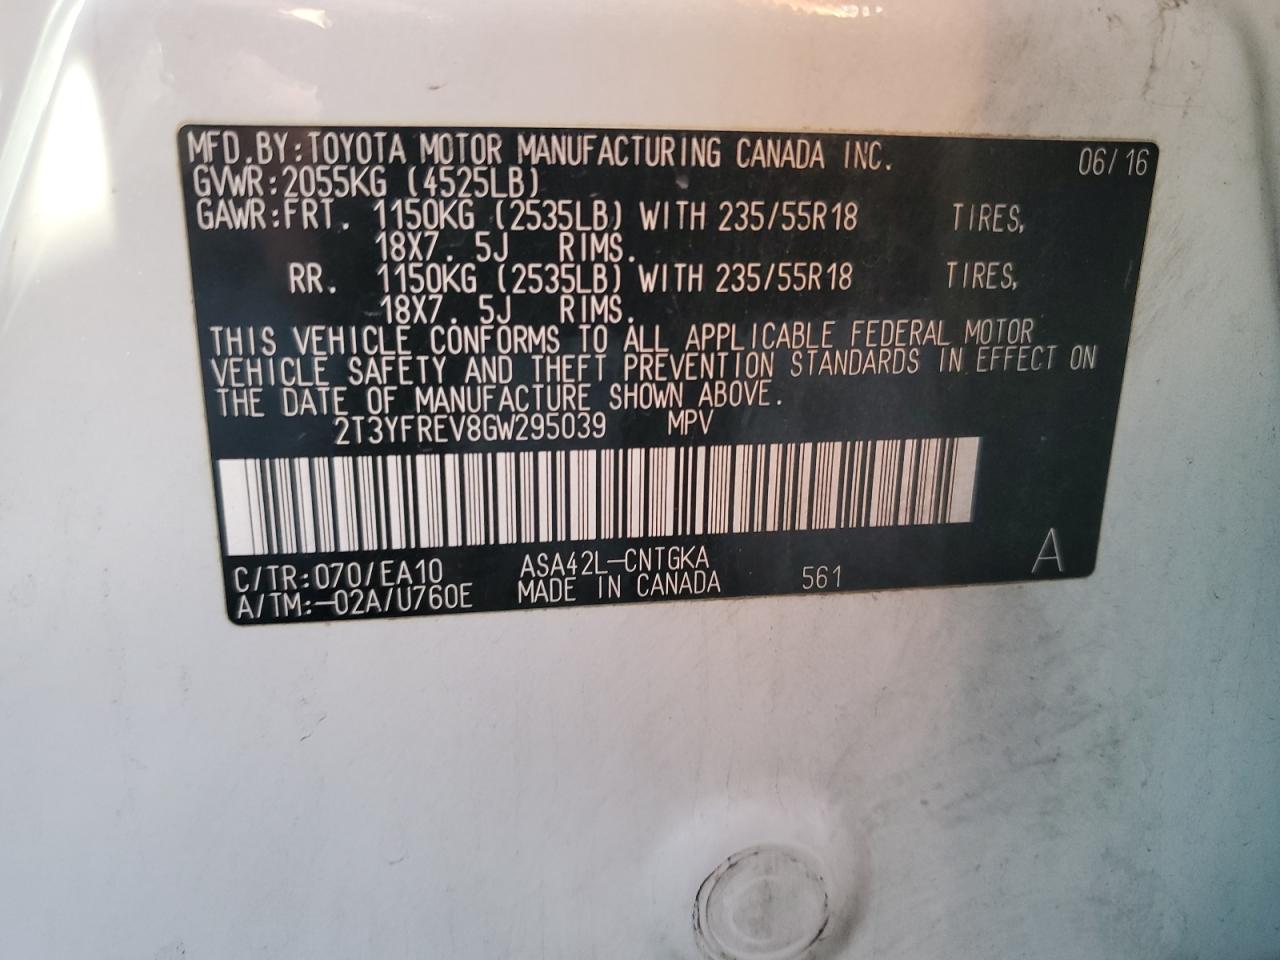 MFD.BY:TOYOTA MOTOR MANUFACTURING CANADA INC. 06/16
GVWR:2055KG (4525LB)
GAWR:FRT. 1150KG (2535LB) WITH 235/55R18 TIRES,
18X7.5J RIMS.
RR. 1150KG (2535LB) WITH 235/55R18 TIRES,
18X7.5J RIMS.
THIS VEHICLE CONFORMS TO ALL APPLICABLE FEDERAL MOTOR
VEHICLE SAFETY AND THEFT PREVENTION STANDARDS IN EFFECT ON
THE DATE OF MANUFACTURE SHOWN ABOVE.
2T3YFREV8GW295039 MPV
C/TR:070/EA10 ASA42L-CNTGKA A
A/TM:-02A/U760E MADE IN CANADA 561